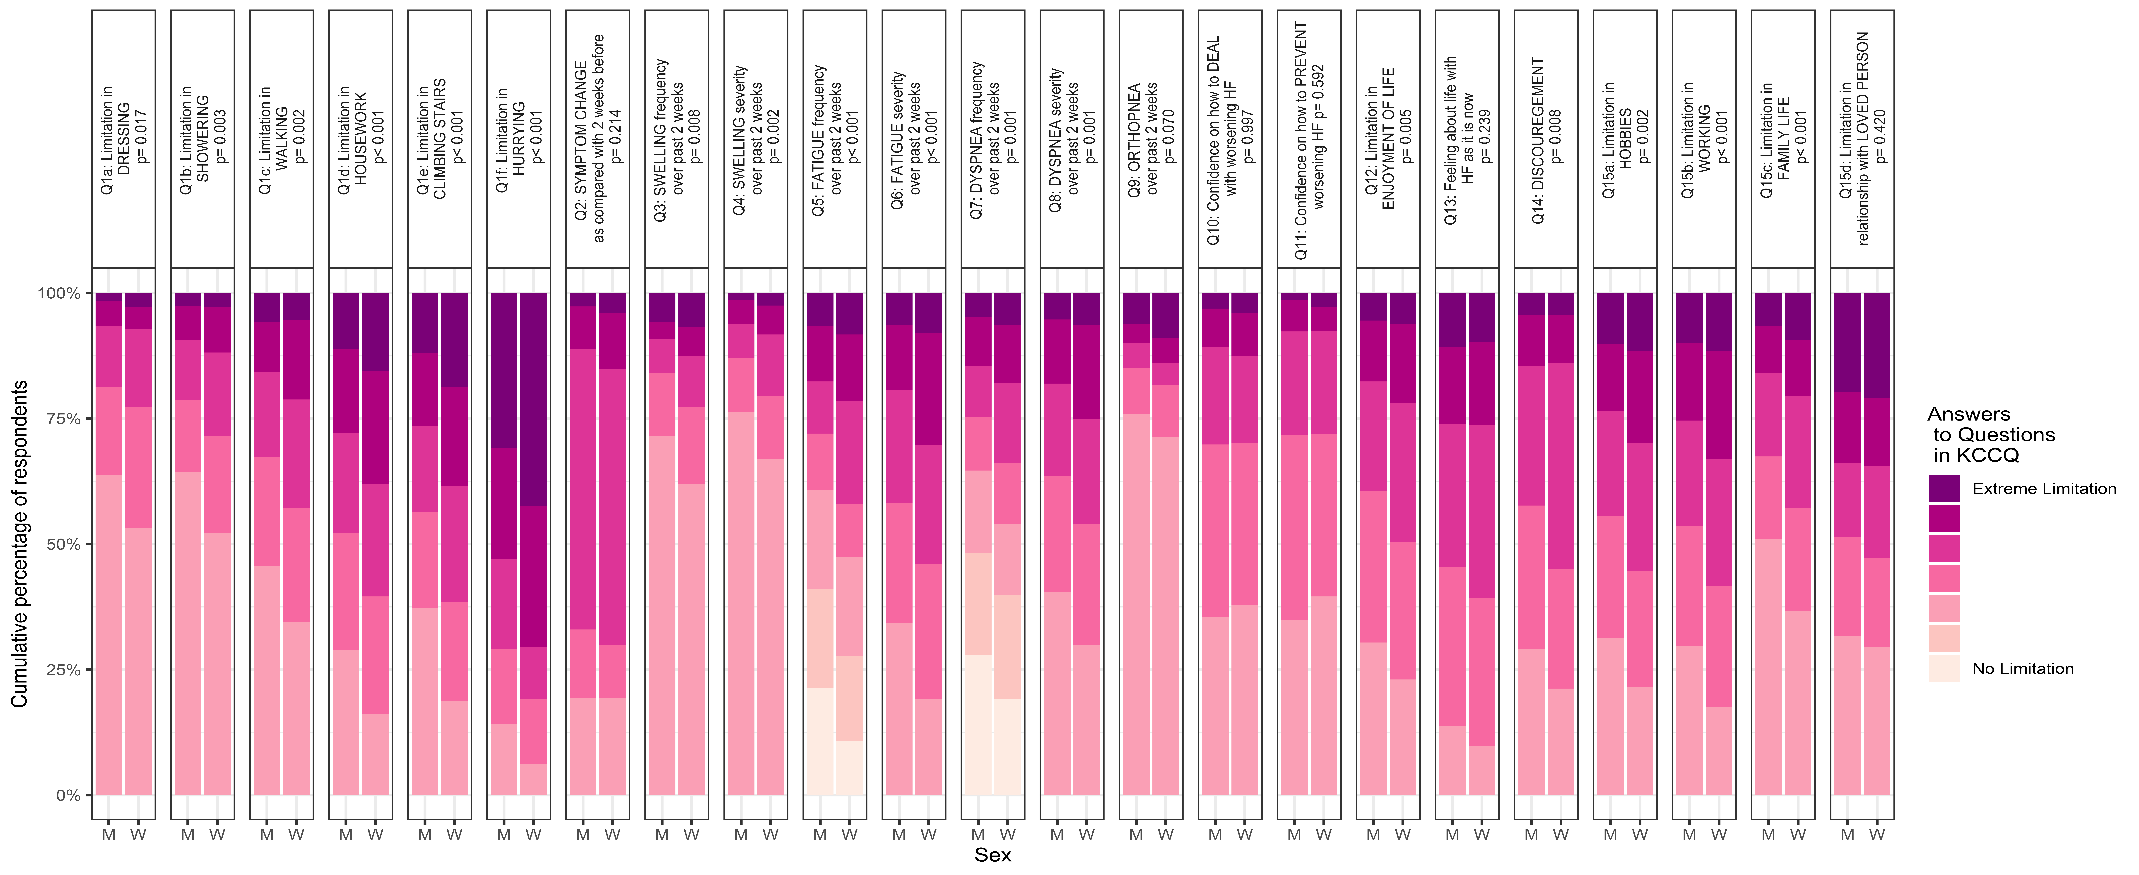 Q1a: Limitation in
DRESSING
p= 0.017
Q1b: Limitation in
SHOWERING
p= 0.003
Q1c: Limitation in
WALKING
p= 0.002
Q1d: Limitation in
HOUSEWORK
p< 0.001
Q1e: Limitation in
CLIMBING STAIRS
p< 0.001
Q1f: Limitation in
HURRYING
p< 0.001
Q2: SYMPTOM CHANGE
as compared with 2 weeks before
p= 0.214
Q3: SWELLING frequency
over past 2 weeks
p= 0.008
Q4: SWELLING severity
over past 2 weeks
p= 0.002
Q5: FATIGUE frequency
over past 2 weeks
p< 0.001
Q6: FATIGUE severity
over past 2 weeks
p< 0.001
Q7: DYSPNEA frequency
over past 2 weeks
p= 0.001
Q8: DYSPNEA severity
over past 2 weeks
p< 0.001
Q9: ORTHOPNEA
over past 2 weeks
p= 0.070
Q10: Confidence on how to DEAL
with worsening HF
p= 0.997
Q11: Confidence on how to PREVENT
worsening HF p= 0.592
Q12: Limitation in
ENJOYMENT OF LIFE
p= 0.005
Q13: Feeling about life with
HF as it is now
p= 0.239
Q14: DISCOUREGEMENT
p= 0.008
Q15a: Limitation in
HOBBIES
p= 0.002
Q15b: Limitation in
WORKING
p< 0.001
Q15c: Limitation in
FAMILY LIFE
p< 0.001
Q15d: Limitation in
relationship with LOVED PERSON
p= 0.420
Cumulative percentage of respondents
100%
75%
50%
25%
0%
M W M W M W M W M W M W M W M W M W M W M W M W M W M W M W M W M W M W M W M W M W M W M W
Sex
Answers
to Questions
in KCCQ
Extreme Limitation
No Limitation